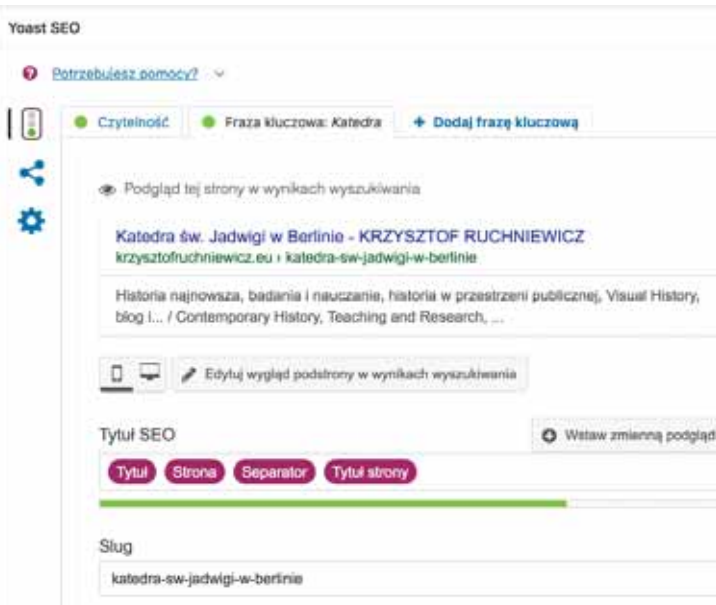 Yoast SEO
Potrzebujesz pomocy?
Czytelność
Fraza kluczowa: Katedra
+ Dodaj frazę kluczową
Podgląd tej strony w wynikach wyszukiwania
Katedra św. Jadwigi w Berlinie - KRZYSZTOF RUCHNIEWICZ
krzysztofruchniewicz.eu › katedra-sw-jadwigi-w-berlinie
Historia najnowsza, badania i nauczanie, historia w przestrzeni publicznej, Visual History,
blog i... / Contemporary History, Teaching and Research, ...
Edytuj wygląd podstrony w wynikach wyszukiwania
Tytuł SEO
Wstaw zmienną podgląd
Tytuł Strona Separator Tytuł strony
Slug
katedra-sw-jadwigi-w-berlinie